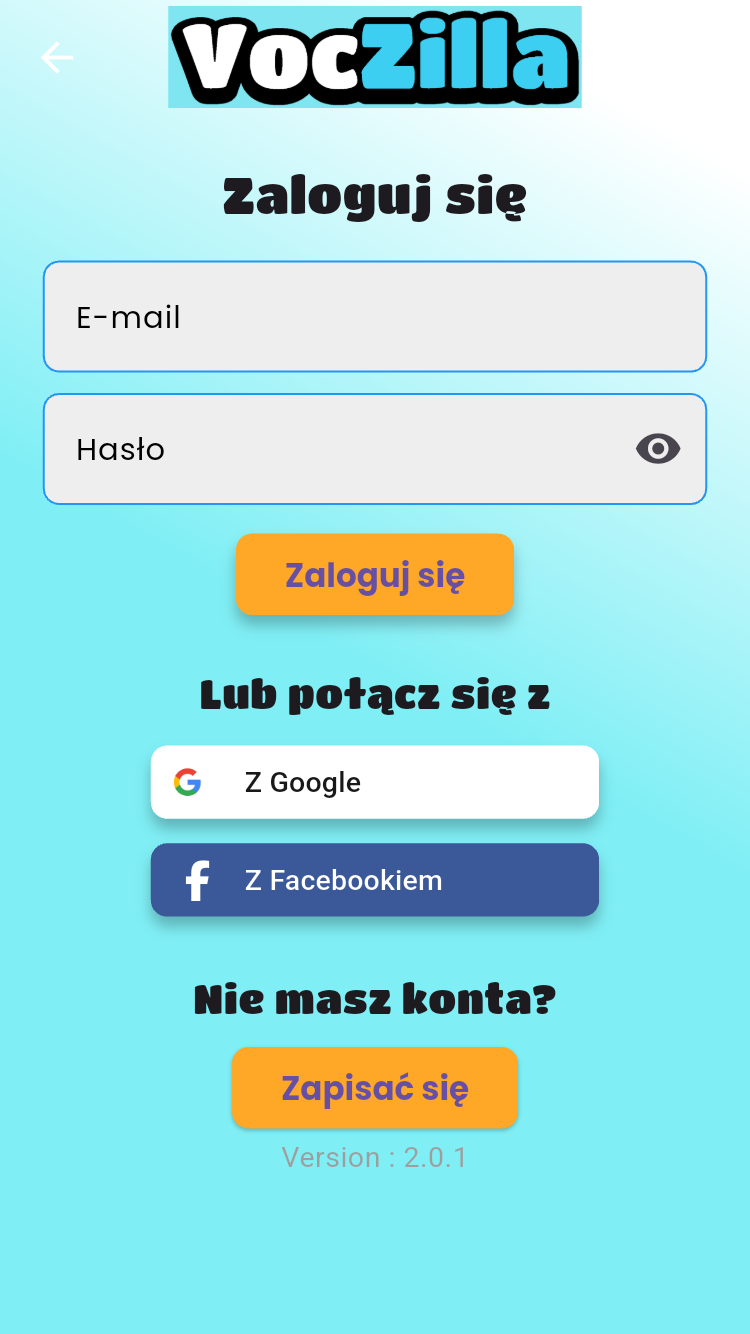 VocZilla
Zaloguj się
E-mail
Hasło
Zaloguj się
Lub połącz się z
Z Google
Z Facebookiem
Nie masz konta?
Zapisać się
Version : 2.0.1